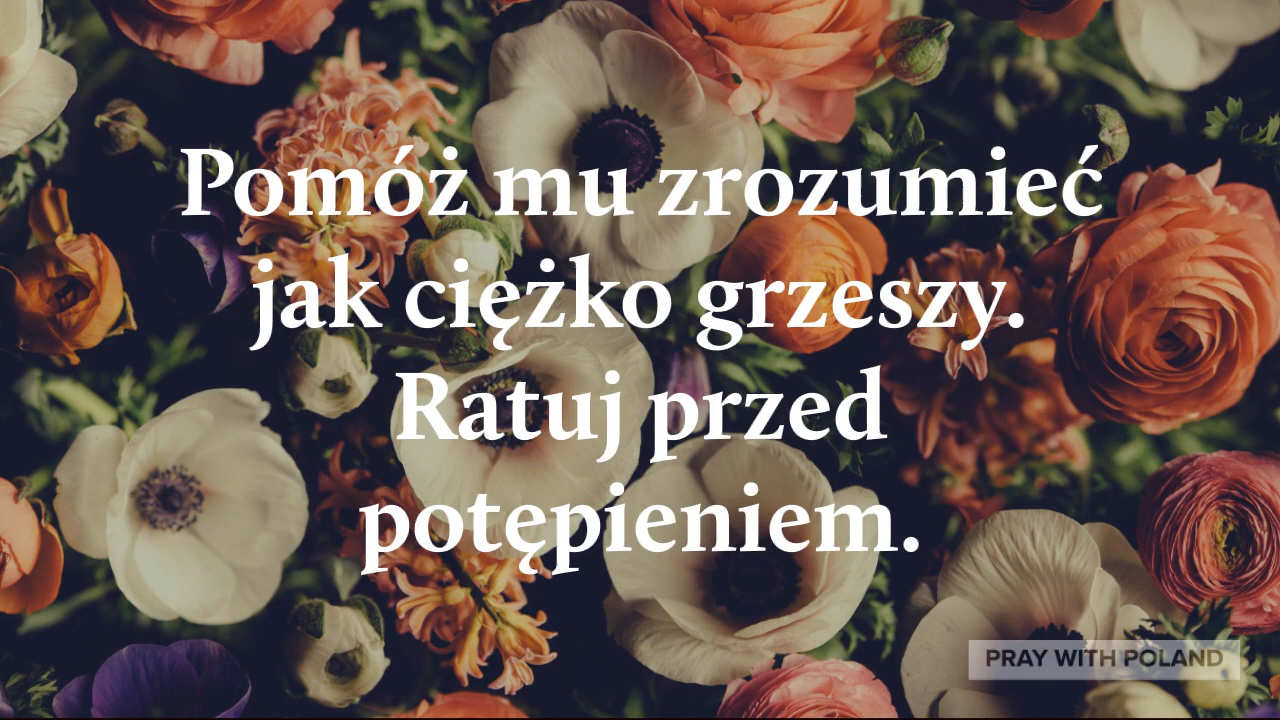 Pomóż mu zrozumieć
jak ciężko grzeszy.
Ratuj przed
potępieniem.
PRAY WITH POLAND